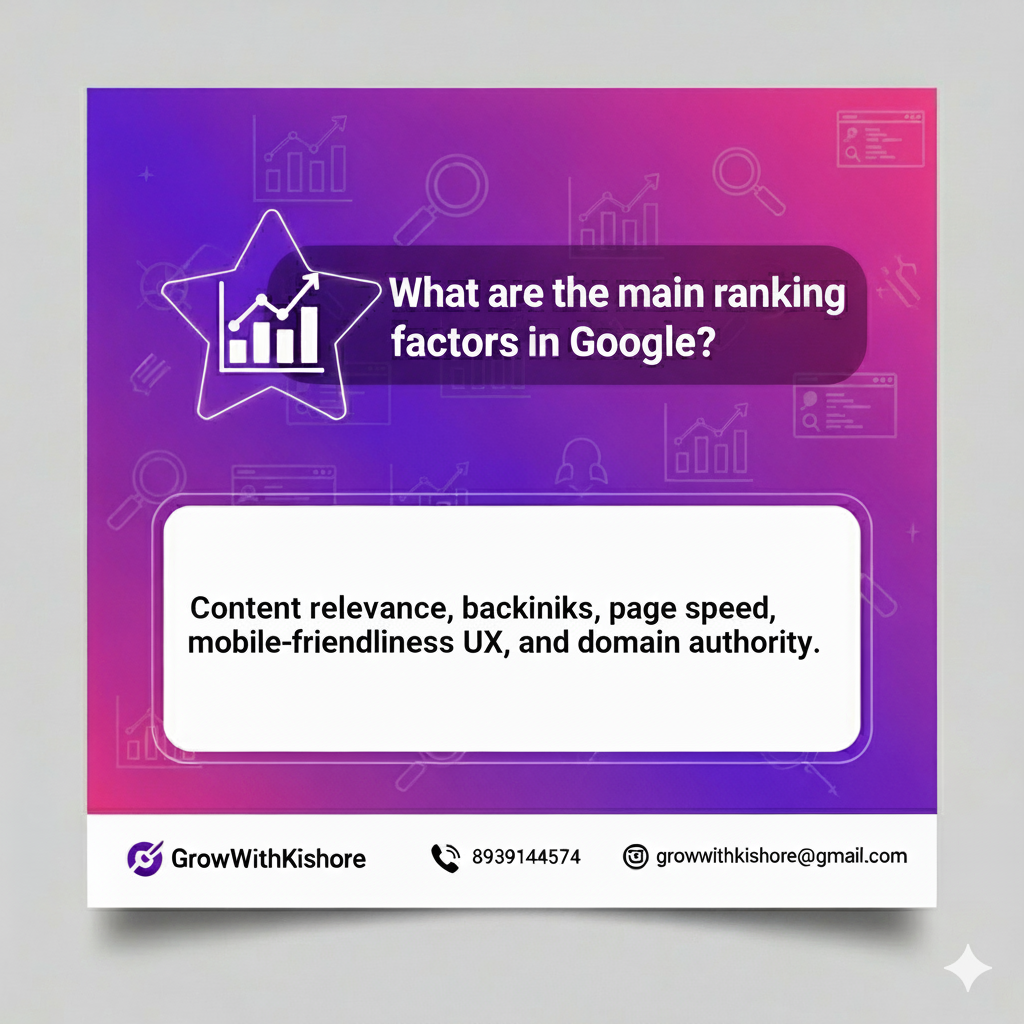 What are the main ranking
factors in Google?
Content relevance, backiniks, page speed,
mobile-friendliness UX, and domain authority.
GrowWithKishore
8939144574
growwithkishore@gmail.com